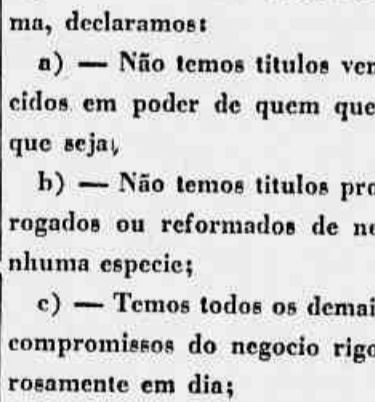 ma, declaramos:
a) — Não temos titulos ven
cidos em poder de quem quer
que seja;
b) — Não temos titulos pro
rogados ou reformados de ne
nhuma especie;
c) — Temos todos os demai
compromissos do negocio rigo
rosamente em dia;